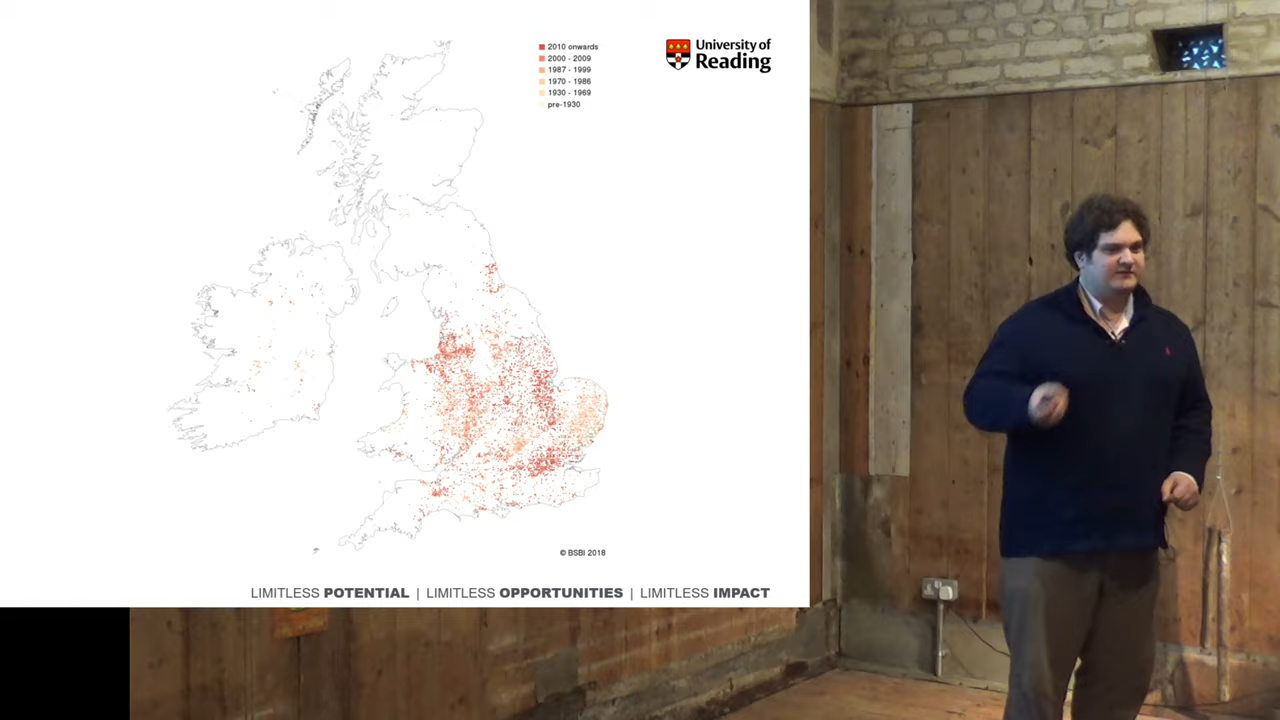 2010 onwards
2000 - 2009
1987 - 1999
1970 - 1986
1930 - 1969
pre-1930
University of
Reading
© BSBI 2018
LIMITLESS POTENTIAL | LIMITLESS OPPORTUNITIES | LIMITLESS IMPACT